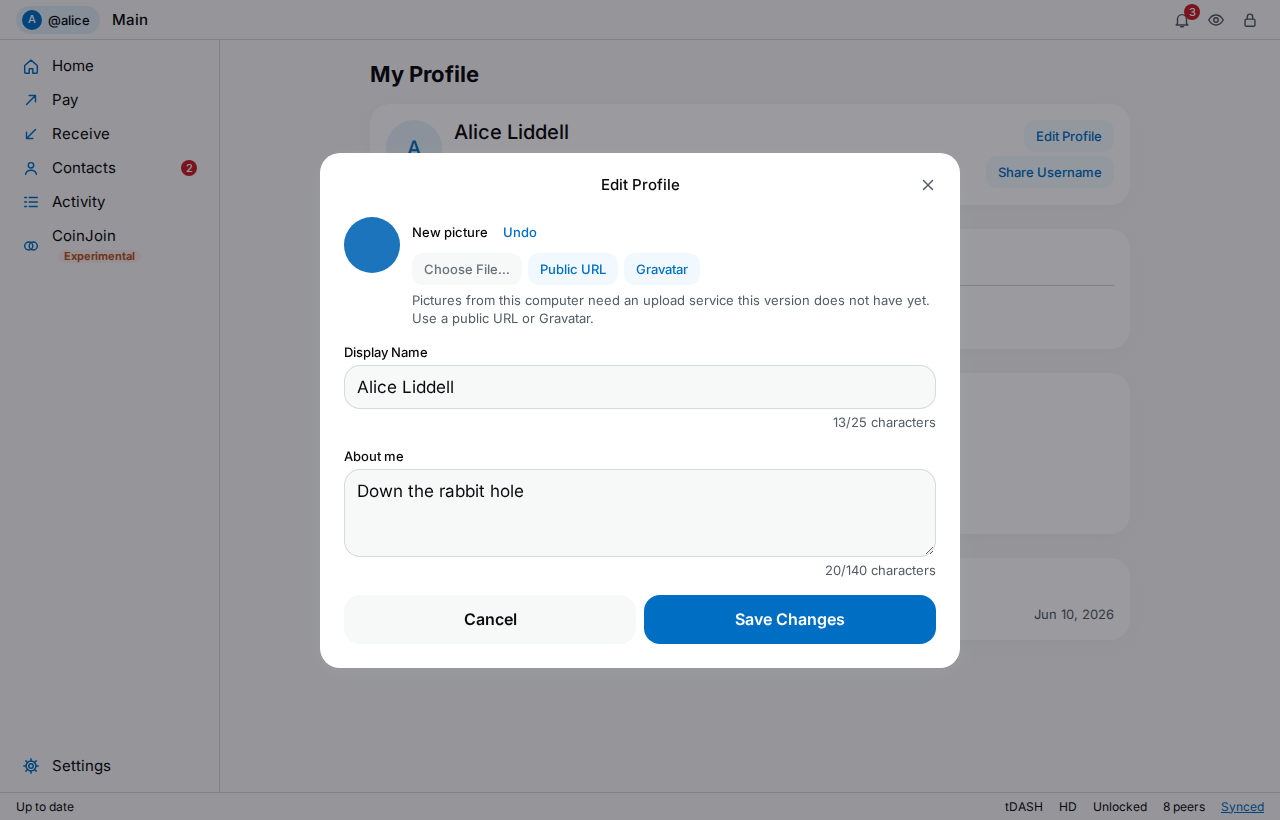 A @alice Main 3
Home
Pay
Receive
Contacts 2
Activity
CoinJoin
Experimental
Settings
My Profile
A
Alice Liddell
Edit Profile
Share Username
Jun 10, 2026
Edit Profile
New picture Undo
Choose File... Public URL Gravatar
Pictures from this computer need an upload service this version does not have yet.
Use a public URL or Gravatar.
Display Name
Alice Liddell
13/25 characters
About me
Down the rabbit hole
20/140 characters
Cancel Save Changes
Up to date tDASH HD Unlocked 8 peers Synced